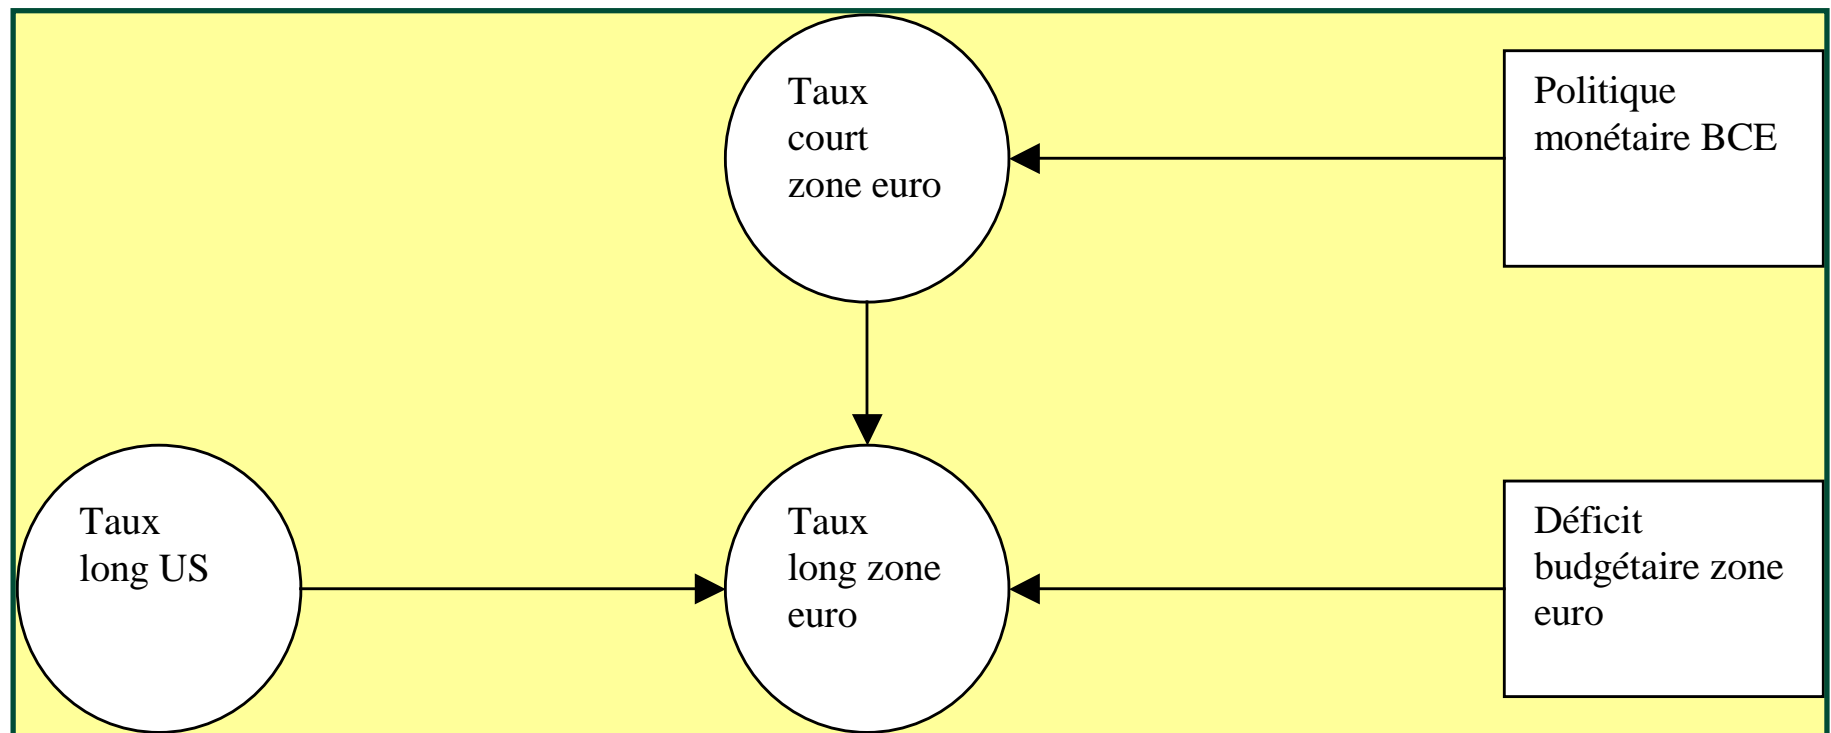 Taux
court
zone euro
Politique
monétaire BCE
Taux
long US
Taux
long zone
euro
Déficit
budgétaire zone
euro